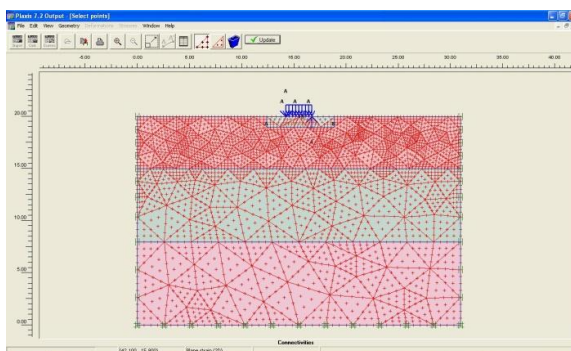 Plaxis 7.2 Output - [Select points]
File Edit View Geometry Deformations Stresses Window Help
Update
-5.00 0.00 5.00 10.00 15.00 20.00 25.00 30.00 35.00 40.00
20.00
15.00
10.00
5.00
0.00
A
A A A
Connectivities